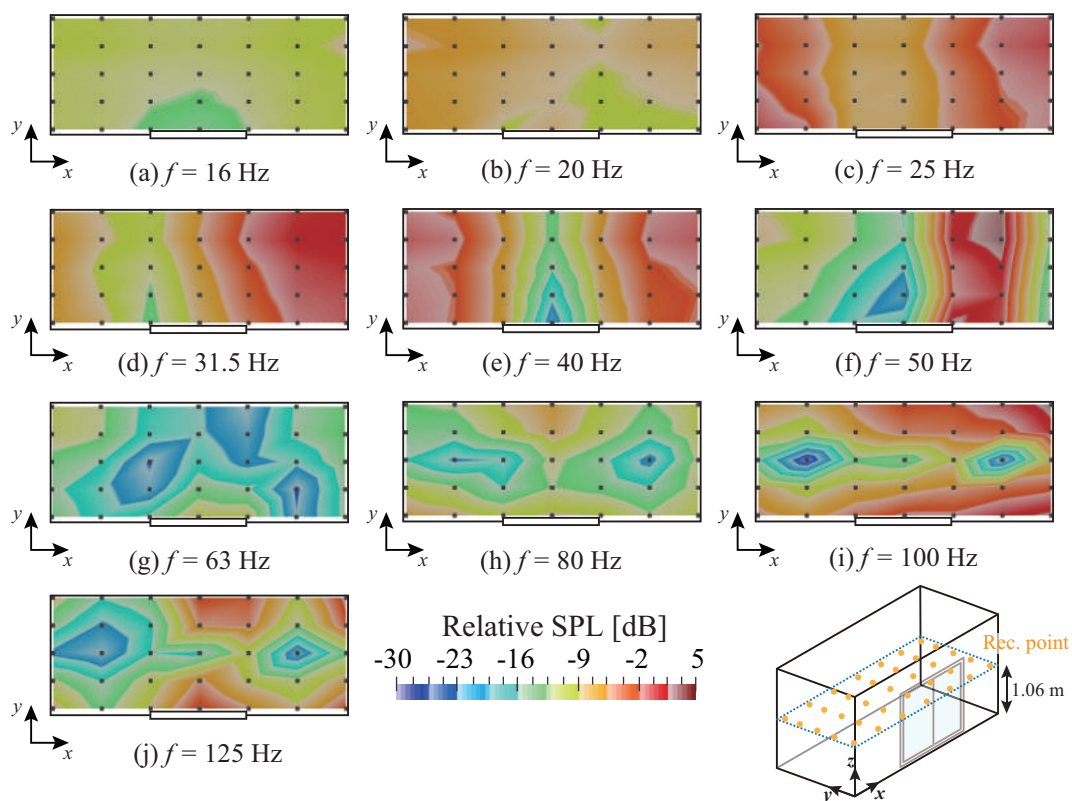 y
x
(a) f = 16 Hz
y
x
(b) f = 20 Hz
y
x
(c) f = 25 Hz
y
x
(d) f = 31.5 Hz
y
x
(e) f = 40 Hz
y
x
(f) f = 50 Hz
y
x
(g) f = 63 Hz
y
x
(h) f = 80 Hz
y
x
(i) f = 100 Hz
y
x
(j) f = 125 Hz
Relative SPL [dB]
-30 -23 -16 -9 -2 5
Rec. point
1.06 m
z
y
x